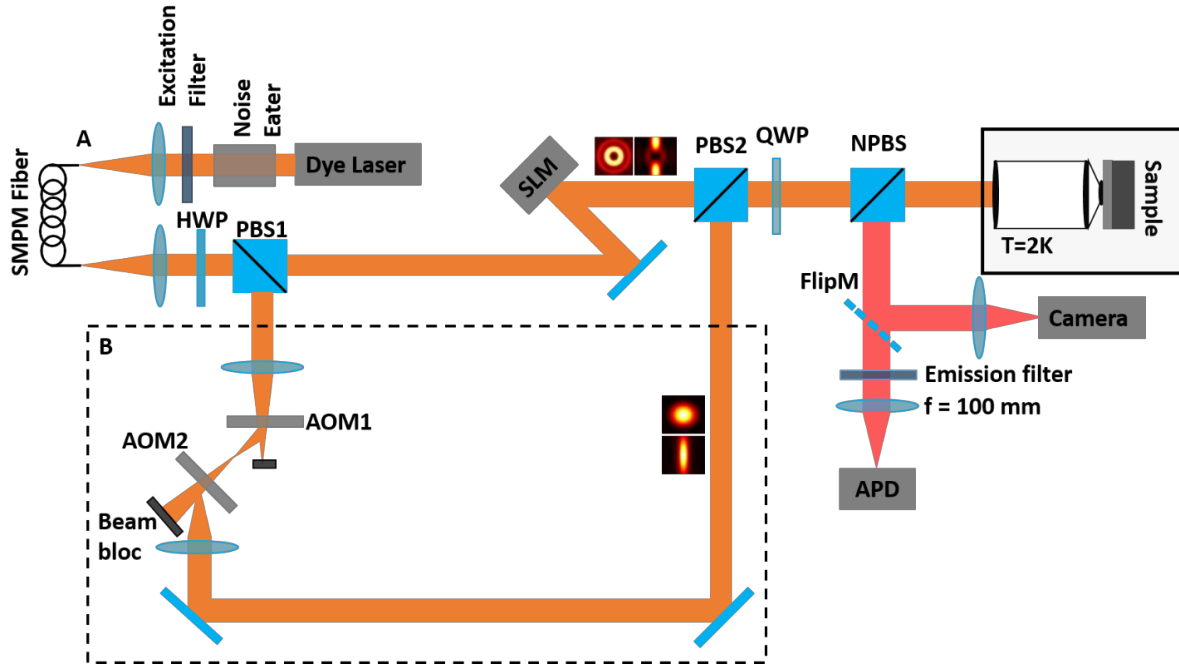 Excitation
Filter
Noise
Eater
A
Dye Laser
SMPM Fiber
HWP
PBS1
SLM
PBS2
QWP
NPBS
Sample
T=2K
FlipM
Camera
Emission filter
f = 100 mm
APD
B
AOM1
AOM2
Beam
bloc